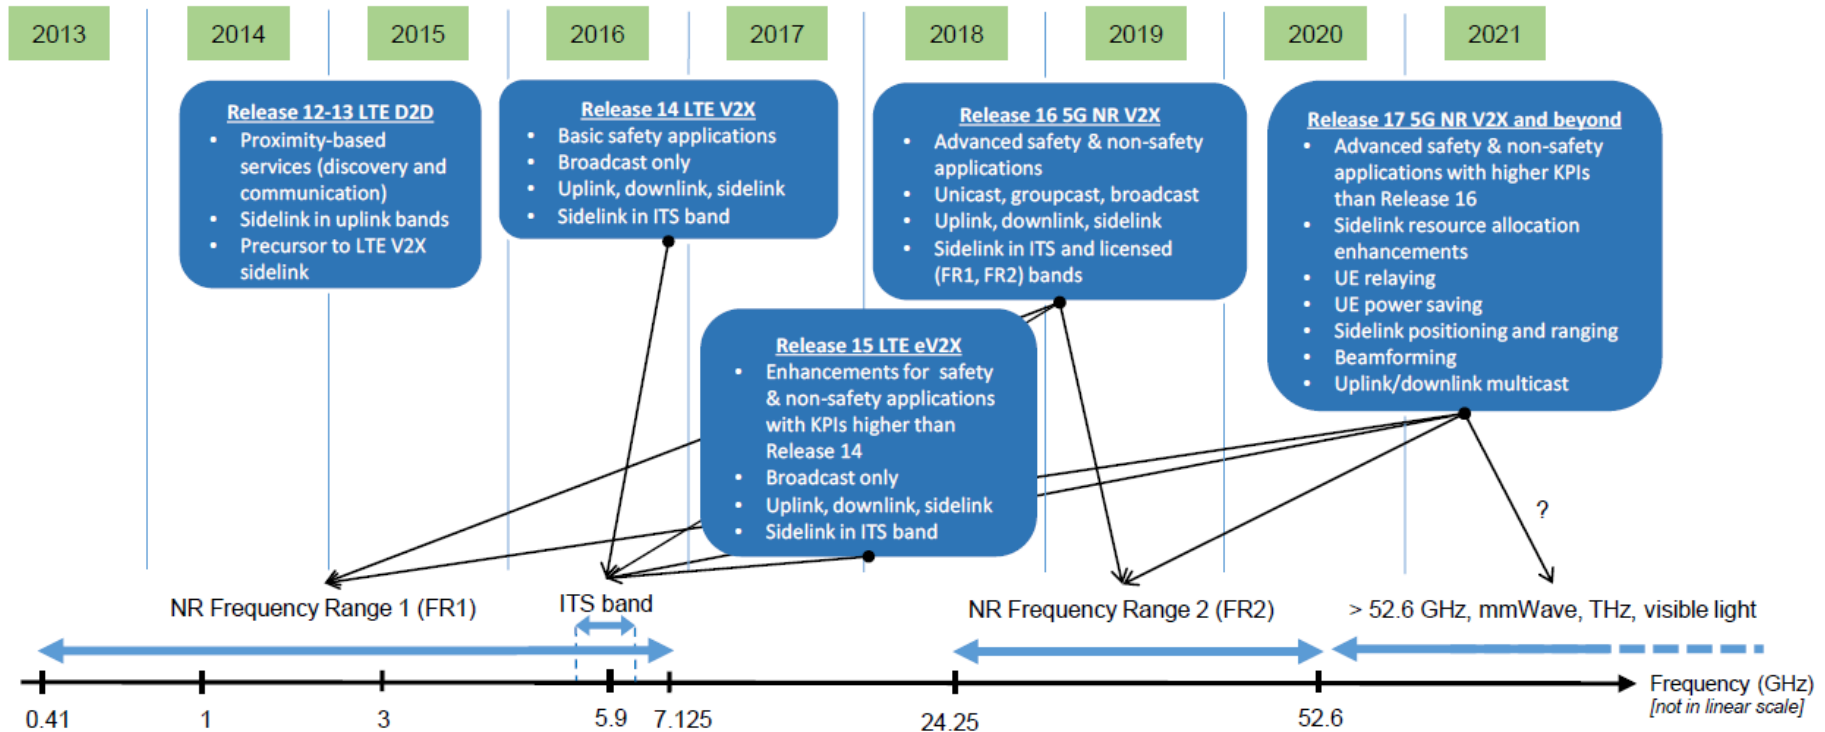 2013
2014
2015
2016
2017
2018
2019
2020
2021
Release 12-13 LTE D2D
• Proximity-based
services (discovery and
communication)
• Sidelink in uplink bands
• Precursor to LTE V2X
sidelink
Release 14 LTE V2X
• Basic safety applications
• Broadcast only
• Uplink, downlink, sidelink
• Sidelink in ITS band
Release 15 LTE eV2X
• Enhancements for safety
& non-safety applications
with KPIs higher than
Release 14
• Broadcast only
• Uplink, downlink, sidelink
• Sidelink in ITS band
Release 16 5G NR V2X
• Advanced safety & non-safety
applications
• Unicast, groupcast, broadcast
• Uplink, downlink, sidelink
• Sidelink in ITS and licensed
(FR1, FR2) bands
Release 17 5G NR V2X and beyond
• Advanced safety & non-safety
applications with higher KPIs
than Release 16
• Sidelink resource allocation
enhancements
• UE relaying
• UE power saving
• Sidelink positioning and ranging
• Beamforming
• Uplink/downlink multicast
?
NR Frequency Range 1 (FR1)
ITS band
NR Frequency Range 2 (FR2)
> 52.6 GHz, mmWave, THz, visible light
Frequency (GHz)
[not in linear scale]
0.41
1
3
5.9
7.125
24.25
52.6